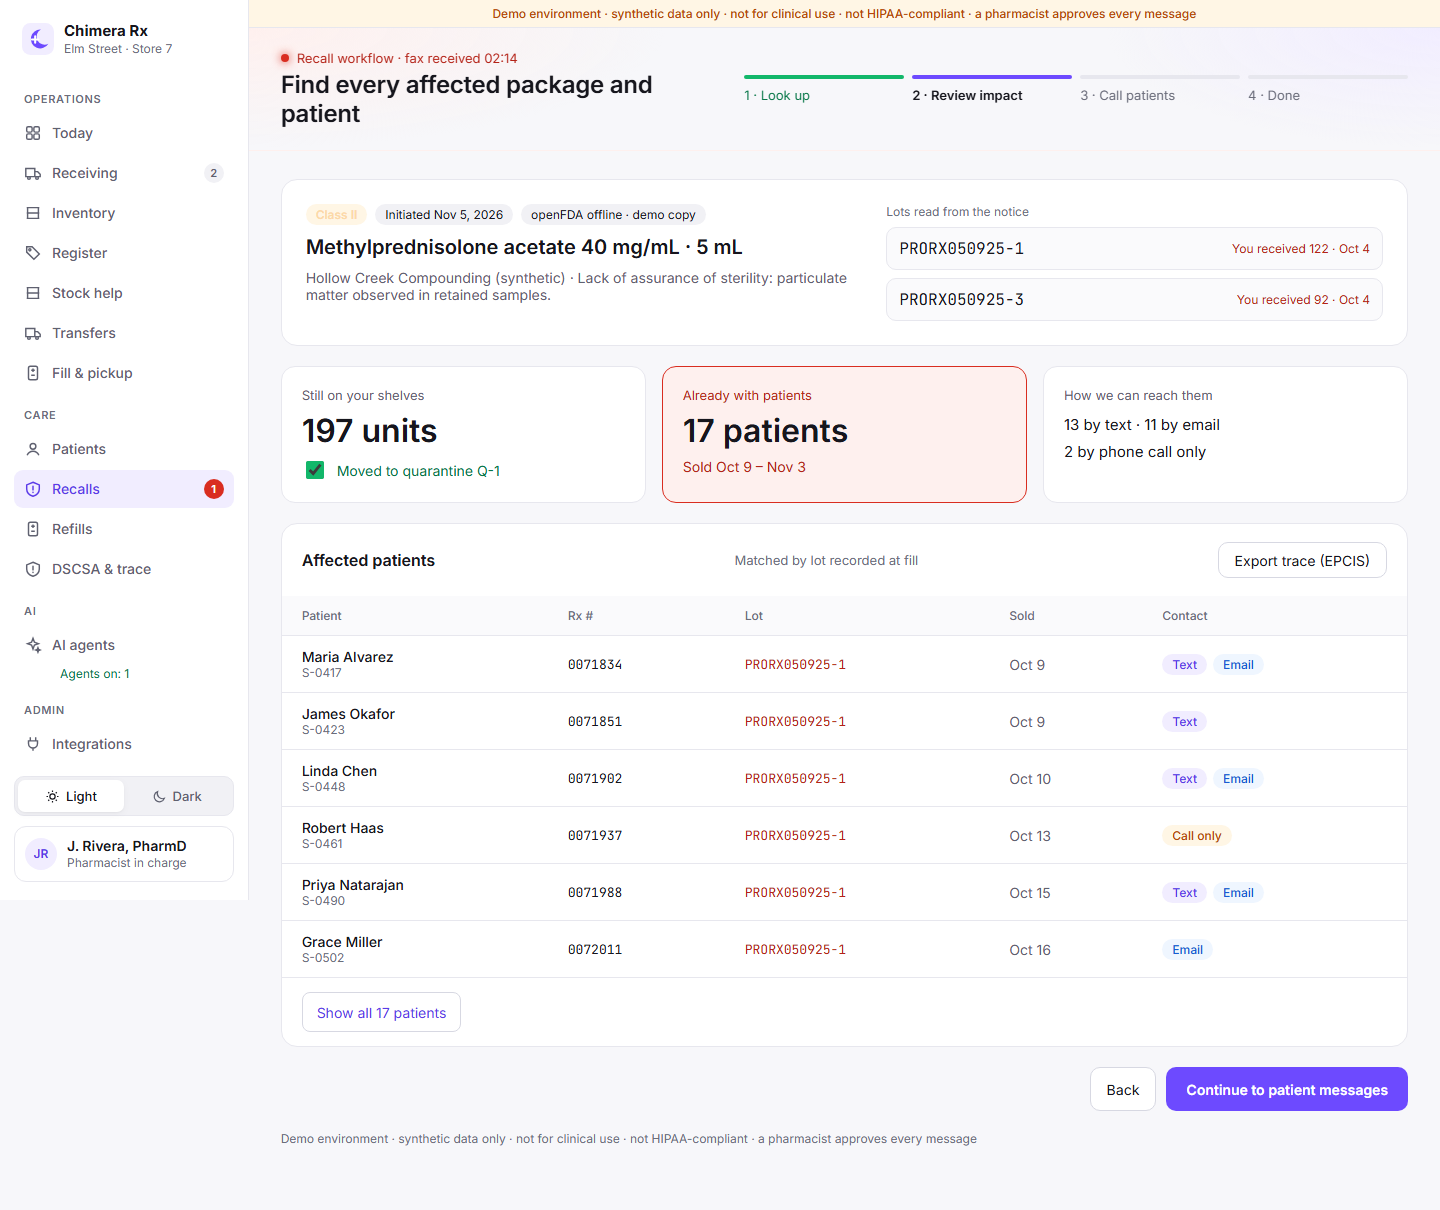 Chimera Rx
Elm Street · Store 7
OPERATIONS
Today
Receiving 2
Inventory
Register
Stock help
Transfers
Fill & pickup
CARE
Patients
Recalls 1
Refills
DSCSA & trace
AI
AI agents
Agents on: 1
ADMIN
Integrations
Light Dark
JR
J. Rivera, PharmD
Pharmacist in charge
Demo environment · synthetic data only · not for clinical use · not HIPAA-compliant · a pharmacist approves every message
Recall workflow · fax received 02:14
Find every affected package and
patient
1 · Look up
2 · Review impact
3 · Call patients
4 · Done
Class II Initiated Nov 5, 2026 openFDA offline · demo copy
Methylprednisolone acetate 40 mg/mL · 5 mL
Hollow Creek Compounding (synthetic) · Lack of assurance of sterility: particulate
matter observed in retained samples.
Lots read from the notice
PRORX050925-1 You received 122 · Oct 4
PRORX050925-3 You received 92 · Oct 4
Still on your shelves
197 units
Moved to quarantine Q-1
Already with patients
17 patients
Sold Oct 9 – Nov 3
How we can reach them
13 by text · 11 by email
2 by phone call only
Affected patients Matched by lot recorded at fill Export trace (EPCIS)
Patient Rx # Lot Sold Contact
Maria Alvarez
S-0417
0071834 PRORX050925-1 Oct 9 Text Email
James Okafor
S-0423
0071851 PRORX050925-1 Oct 9 Text
Linda Chen
S-0448
0071902 PRORX050925-1 Oct 10 Text Email
Robert Haas
S-0461
0071937 PRORX050925-1 Oct 13 Call only
Priya Natarajan
S-0490
0071988 PRORX050925-1 Oct 15 Text Email
Grace Miller
S-0502
0072011 PRORX050925-1 Oct 16 Email
Show all 17 patients
Back Continue to patient messages
Demo environment · synthetic data only · not for clinical use · not HIPAA-compliant · a pharmacist approves every message